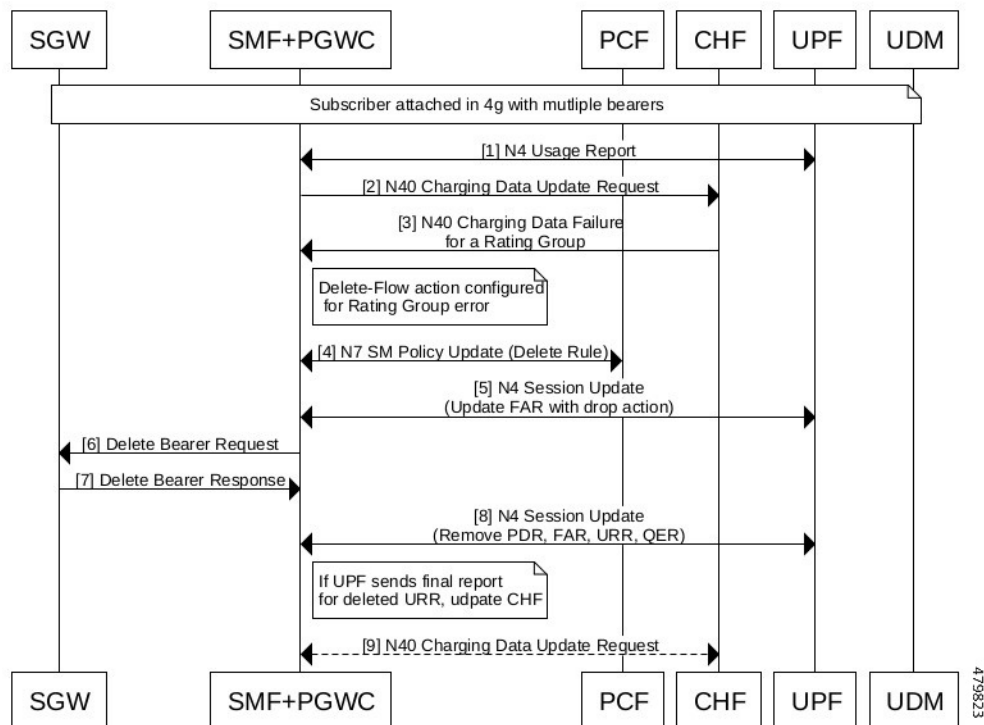 SGW SMF+PGWC PCF CHF UPF UDM
Subscriber attached in 4g with mutliple bearers
[1] N4 Usage Report
[2] N40 Charging Data Update Request
[3] N40 Charging Data Failure
for a Rating Group
Delete-Flow action configured
for Rating Group error
[4] N7 SM Policy Update (Delete Rule)
[5] N4 Session Update
(Update FAR with drop action)
[6] Delete Bearer Request
[7] Delete Bearer Response
[8] N4 Session Update
(Remove PDR, FAR, URR, QER)
If UPF sends final report
for deleted URR, udpate CHF
[9] N40 Charging Data Update Request
SGW SMF+PGWC PCF CHF UPF UDM
479823